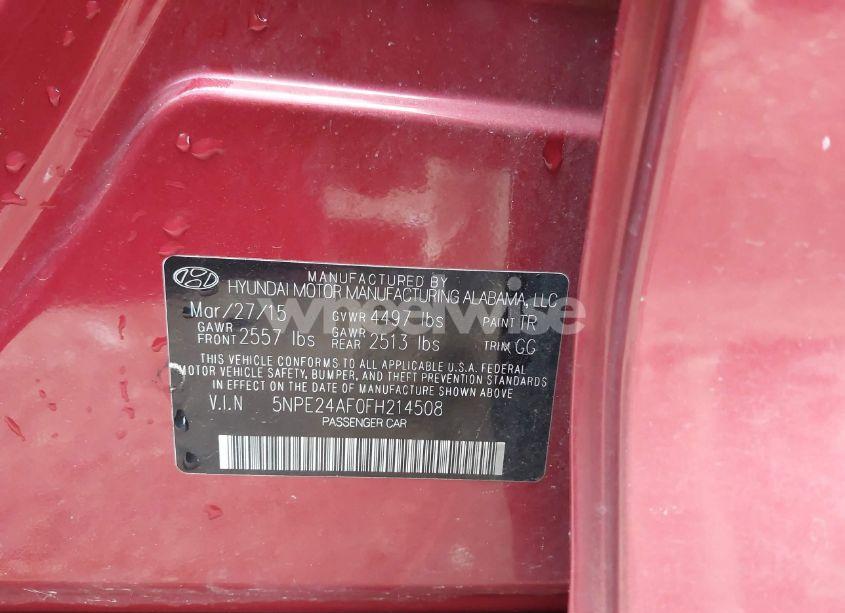 MANUFACTURED BY
HYUNDAI MOTOR MANUFACTURING ALABAMA, LLC
Mar/27/15 GVWR 4497 lbs PAINT TR
GAWR FRONT 2557 lbs GAWR REAR 2513 lbs TRIM GG
THIS VEHICLE CONFORMS TO ALL APPLICABLE U.S.A. FEDERAL
MOTOR VEHICLE SAFETY, BUMPER, AND THEFT PREVENTION STANDARDS
IN EFFECT ON THE DATE OF MANUFACTURE SHOWN ABOVE
V.I.N 5NPE24AF0FH214508
PASSENGER CAR